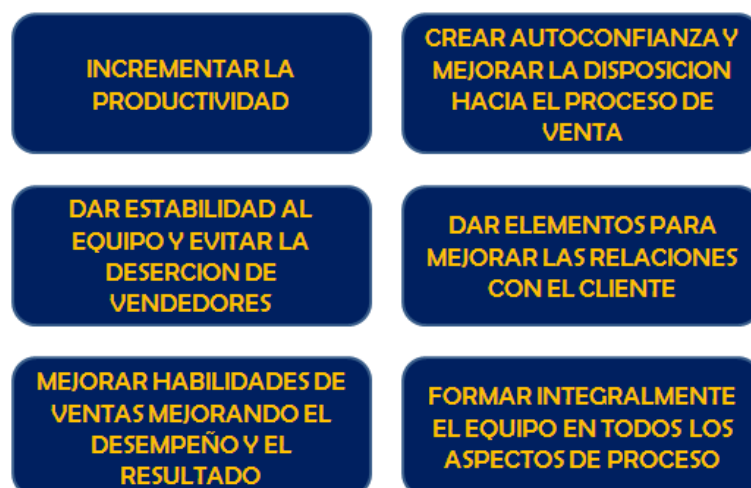 INCREMENTAR LA
PRODUCTIVIDAD
CREAR AUTOCONFIANZA Y
MEJORAR LA DISPOSICION
HACIA EL PROCESO DE
VENTA
DAR ESTABILIDAD AL
EQUIPO Y EVITAR LA
DESERCION DE
VENDEDORES
DAR ELEMENTOS PARA
MEJORAR LAS RELACIONES
CON EL CLIENTE
MEJORAR HABILIDADES DE
VENTAS MEJORANDO EL
DESEMPEÑO Y EL
RESULTADO
FORMAR INTEGRALMENTE
EL EQUIPO EN TODOS LOS
ASPECTOS DE PROCESO